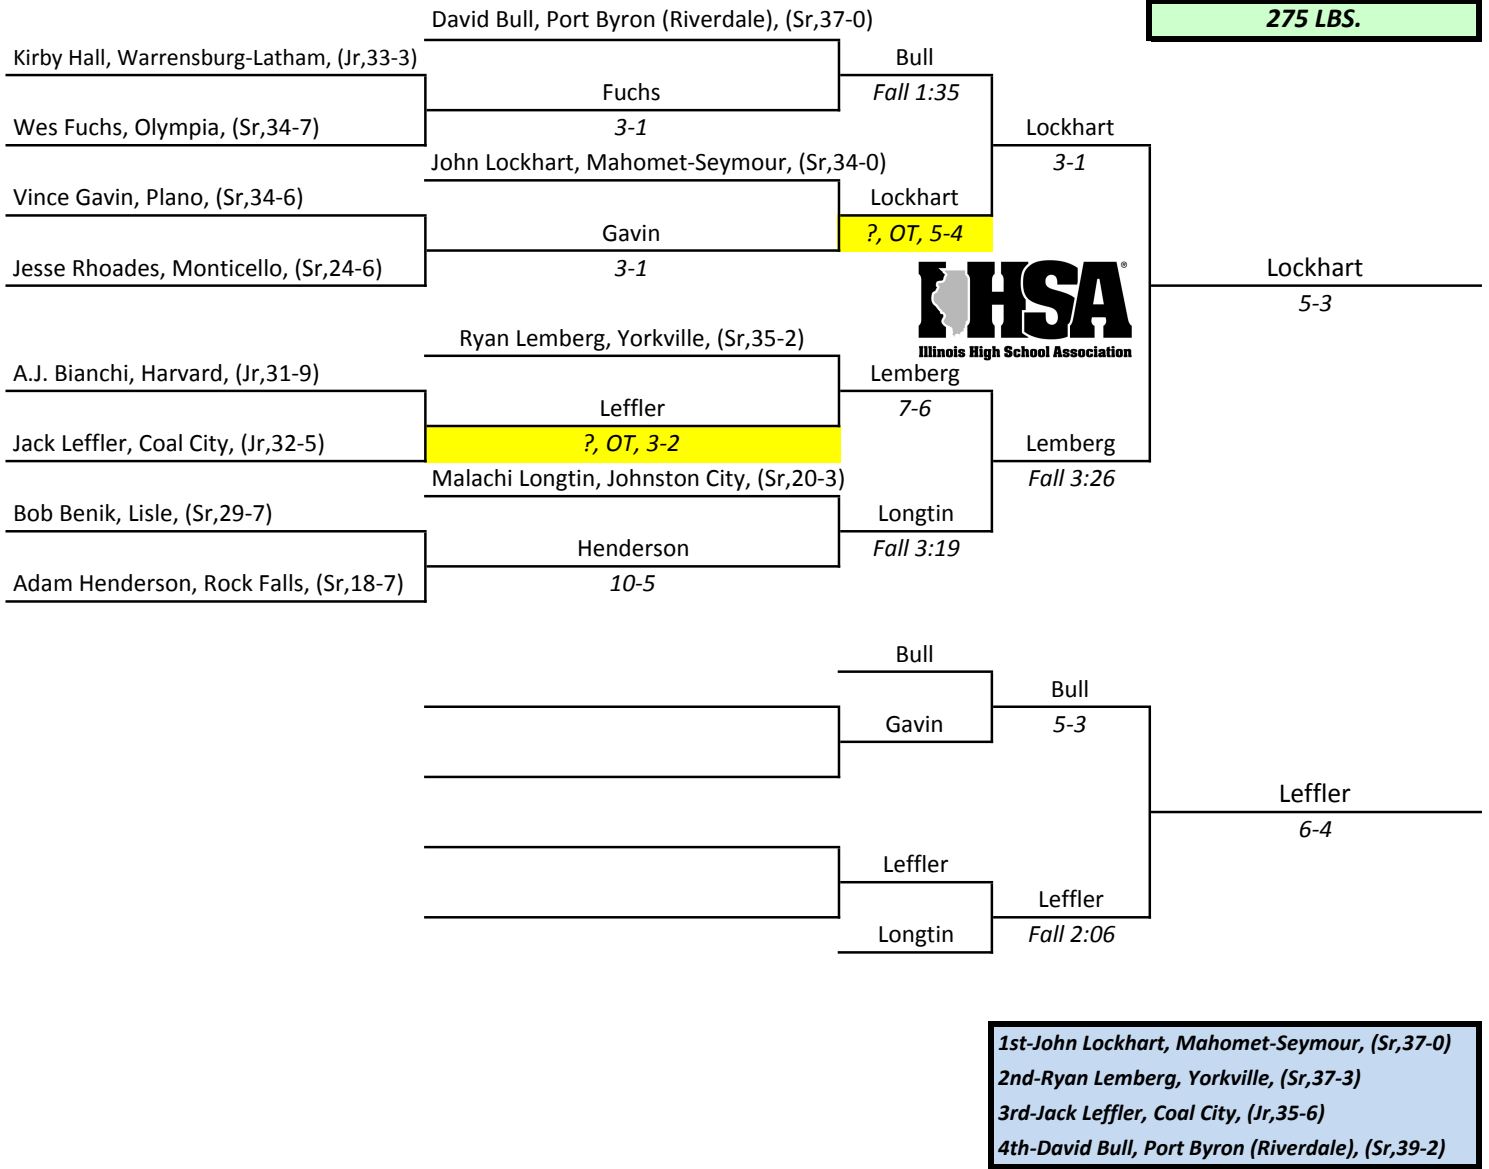 David Bull, Port Byron (Riverdale), (Sr,37-0)
275 LBS.
Kirby Hall, Warrensburg-Latham, (Jr,33-3)
Bull
Fuchs
Fall 1:35
Wes Fuchs, Olympia, (Sr,34-7)
3-1
Lockhart
John Lockhart, Mahomet-Seymour, (Sr,34-0)
3-1
Vince Gavin, Plano, (Sr,34-6)
Lockhart
Gavin
?, OT, 5-4
Jesse Rhoades, Monticello, (Sr,24-6)
3-1
IHSA®
Illinois High School Association
Lockhart
5-3
Ryan Lemberg, Yorkville, (Sr,35-2)
A.J. Bianchi, Harvard, (Jr,31-9)
Lemberg
Leffler
7-6
Jack Leffler, Coal City, (Jr,32-5)
?, OT, 3-2
Lemberg
Malachi Longtin, Johnston City, (Sr,20-3)
Fall 3:26
Bob Benik, Lisle, (Sr,29-7)
Longtin
Henderson
Fall 3:19
Adam Henderson, Rock Falls, (Sr,18-7)
10-5
Bull
Bull
Gavin
5-3
Leffler
6-4
Leffler
Leffler
Longtin
Fall 2:06
1st-John Lockhart, Mahomet-Seymour, (Sr,37-0)
2nd-Ryan Lemberg, Yorkville, (Sr,37-3)
3rd-Jack Leffler, Coal City, (Jr,35-6)
4th-David Bull, Port Byron (Riverdale), (Sr,39-2)